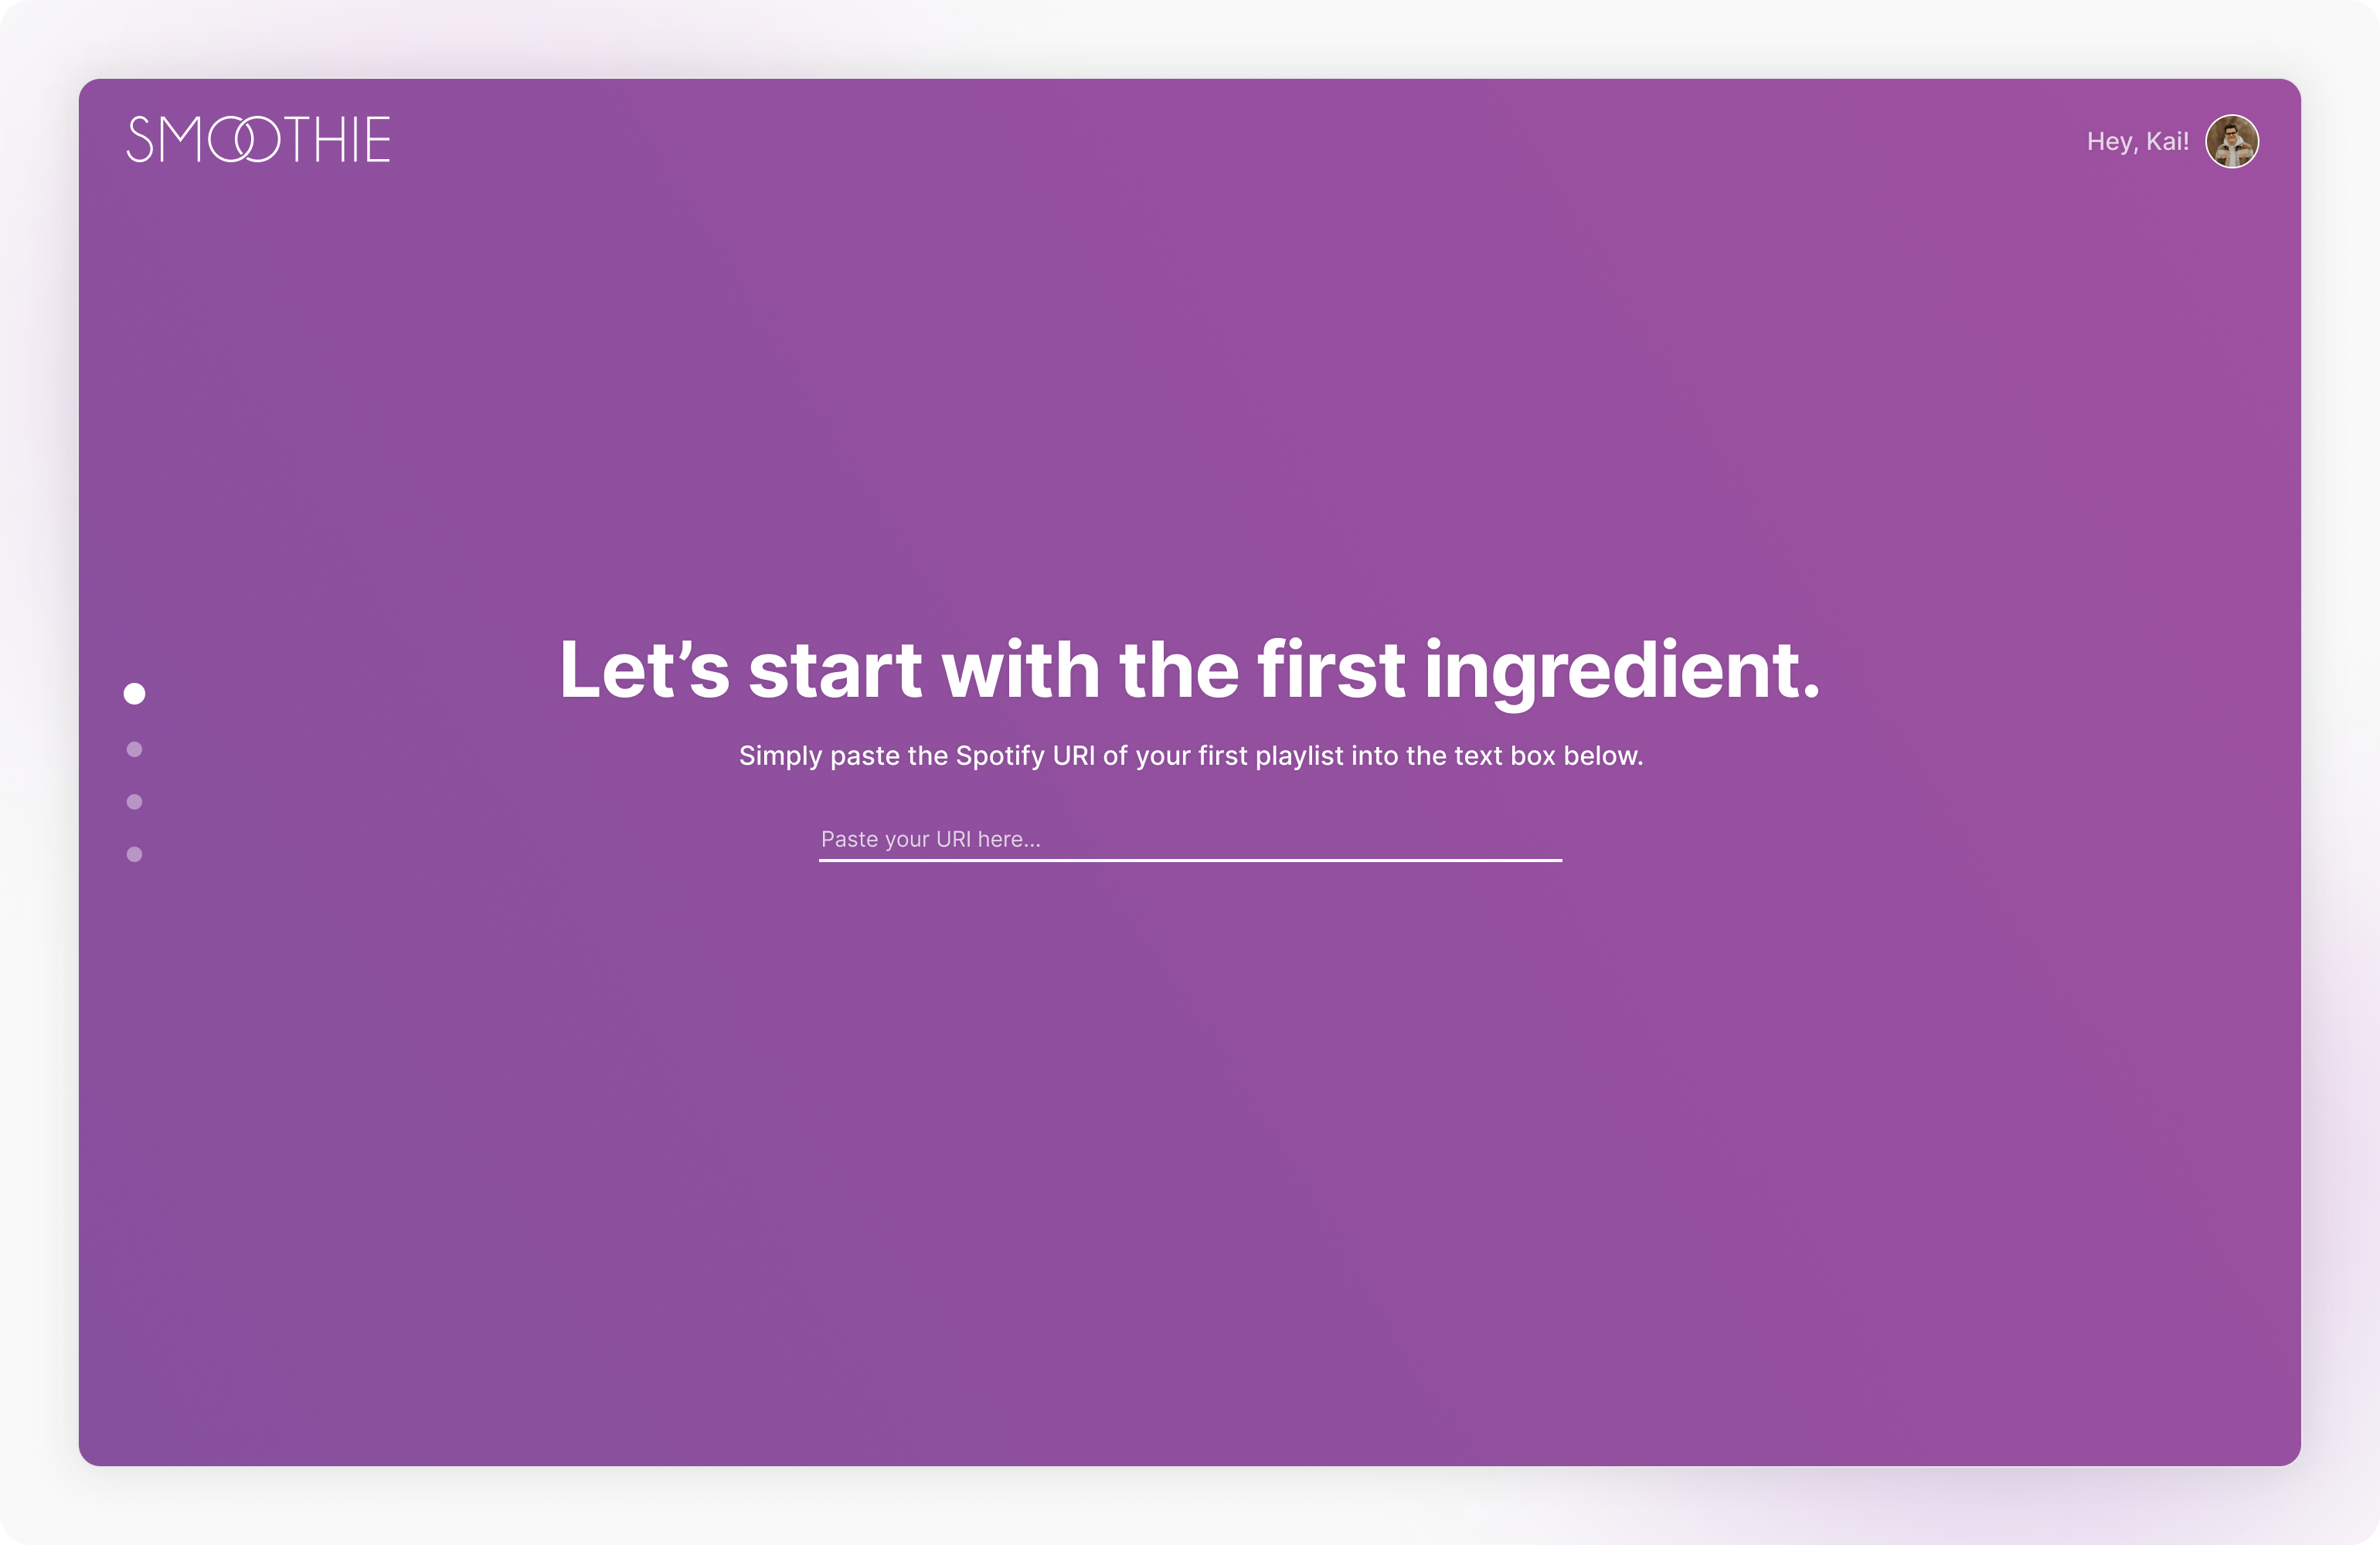 SMOOTHIE
Hey, Kai!
Let’s start with the first ingredient.
Simply paste the Spotify URI of your first playlist into the text box below.
Paste your URI here...